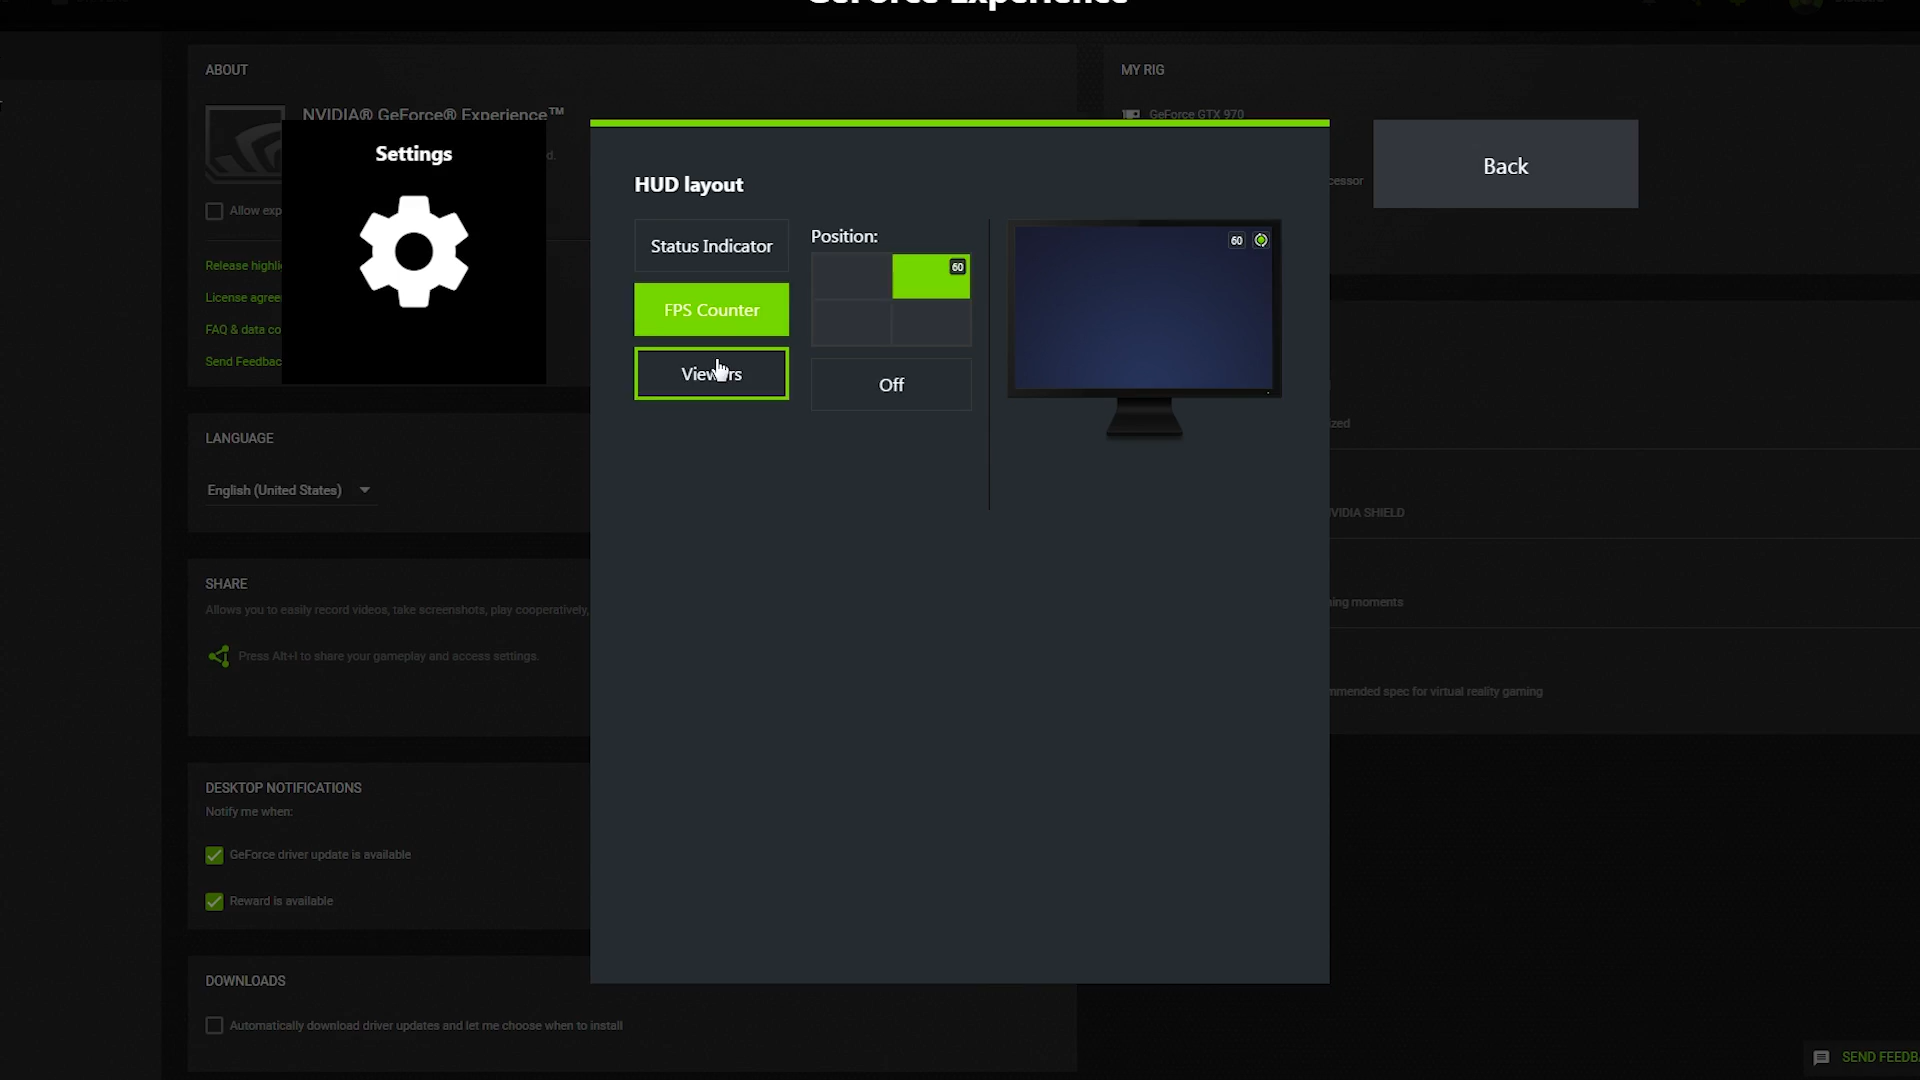 GeForce Experience
ABOUT
NVIDIA® GeForce® Experience™
d.
Allow exp
Release highli
License agree
FAQ & data co
Send Feedbac
LANGUAGE
English (United States)
SHARE
Allows you to easily record videos, take screenshots, play cooperatively,
Press Alt+I to share your gameplay and access settings.
DESKTOP NOTIFICATIONS
Notify me when:
GeForce driver update is available
Reward is available
DOWNLOADS
Automatically download driver updates and let me choose when to install
Settings
HUD layout
Status Indicator
FPS Counter
Viewers
Position:
60
Off
60
MY RIG
GeForce GTX 970
cessor
Back
zed
VIDIA SHIELD
ing moments
mmended spec for virtual reality gaming
SEND FEEDBA